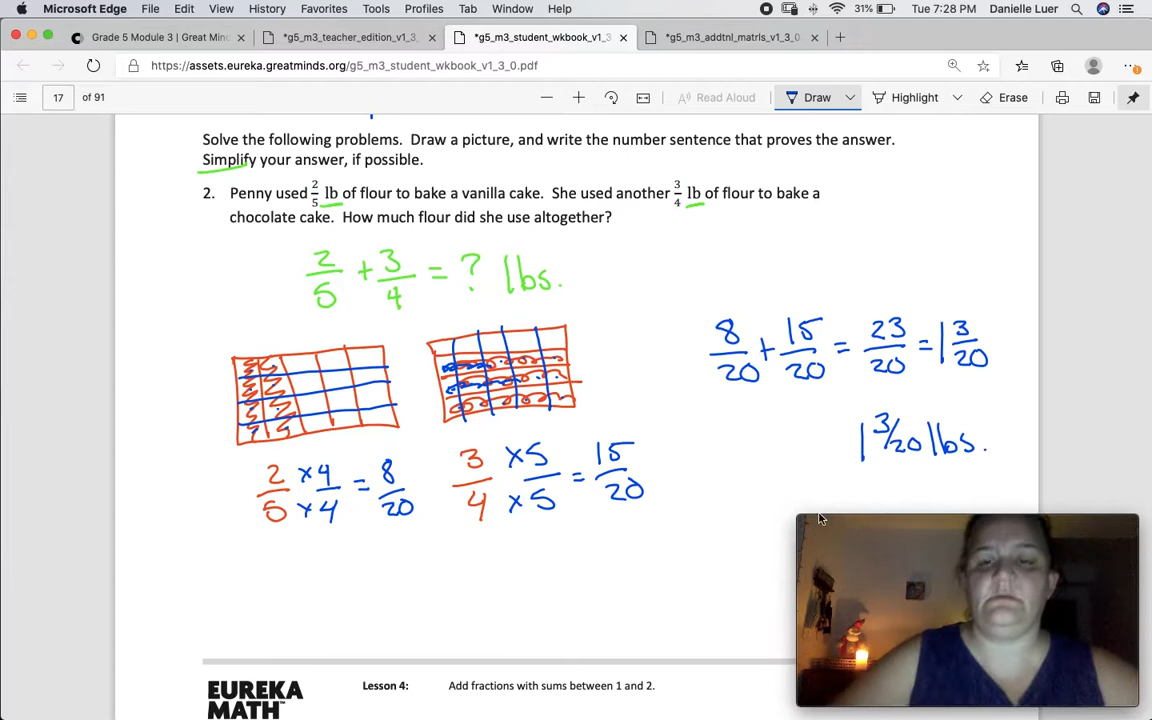 Microsoft Edge File Edit View History Favorites Tools Profiles Tab Window Help 31% Tue 7:28 PM Danielle Luer
Grade 5 Module 3 | Great Min *g5_m3_teacher_edition_v1_3_ *g5_m3_student_wkbook_v1_3 *g5_m3_addtnl_matrls_v1_3_0
https://assets.eureka.greatminds.org/g5_m3_student_wkbook_v1_3_0.pdf
17 of 91 Read Aloud Draw Highlight Erase
Solve the following problems. Draw a picture, and write the number sentence that proves the answer.
Simplify your answer, if possible.
2. Penny used 2/5 lb of flour to bake a vanilla cake. She used another 3/4 lb of flour to bake a
chocolate cake. How much flour did she use altogether?
2/5 + 3/4 = ? lbs.
8/20 + 15/20 = 23/20 = 1 3/20
1 3/20 lbs.
2/5 ×4/×4 = 8/20 3/4 ×5/×5 = 15/20
EUREKA
MATH
Lesson 4: Add fractions with sums between 1 and 2.